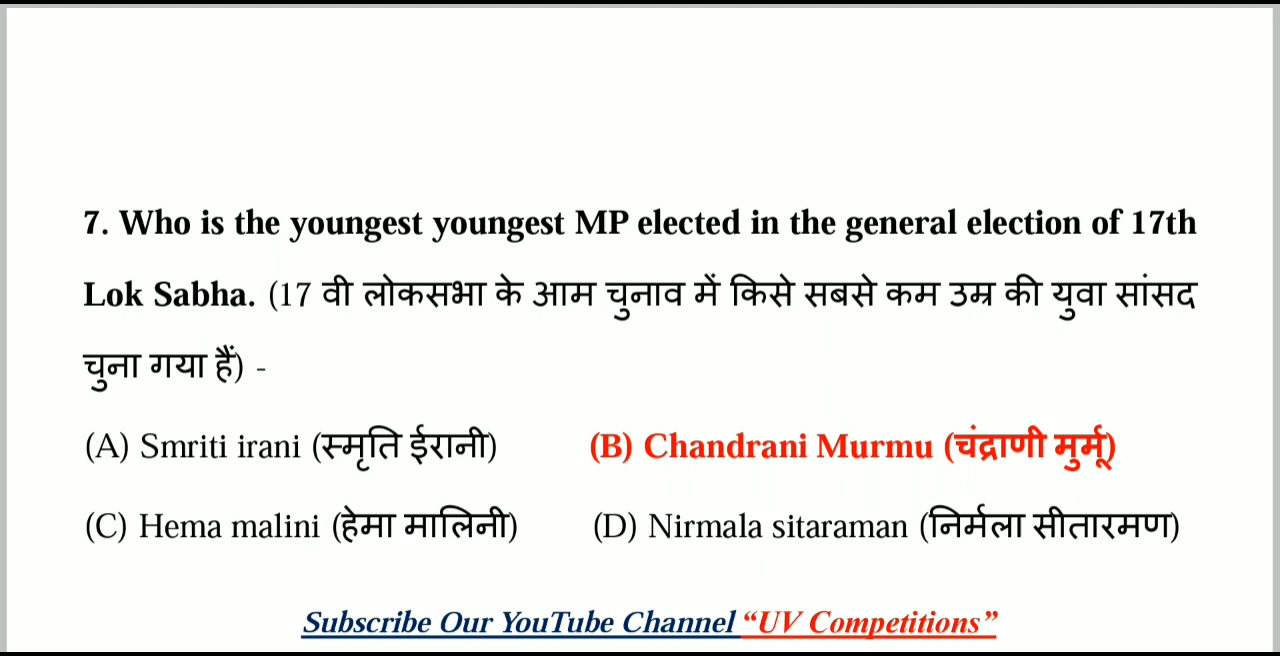 7. Who is the youngest youngest MP elected in the general election of 17th
Lok Sabha. (17 वी लोकसभा के आम चुनाव में किसे सबसे कम उम्र की युवा सांसद
चुना गया हैं) -
(A) Smriti irani (स्मृति ईरानी) (B) Chandrani Murmu (चंद्राणी मुर्मू)
(C) Hema malini (हेमा मालिनी) (D) Nirmala sitaraman (निर्मला सीतारमण)
Subscribe Our YouTube Channel “UV Competitions”